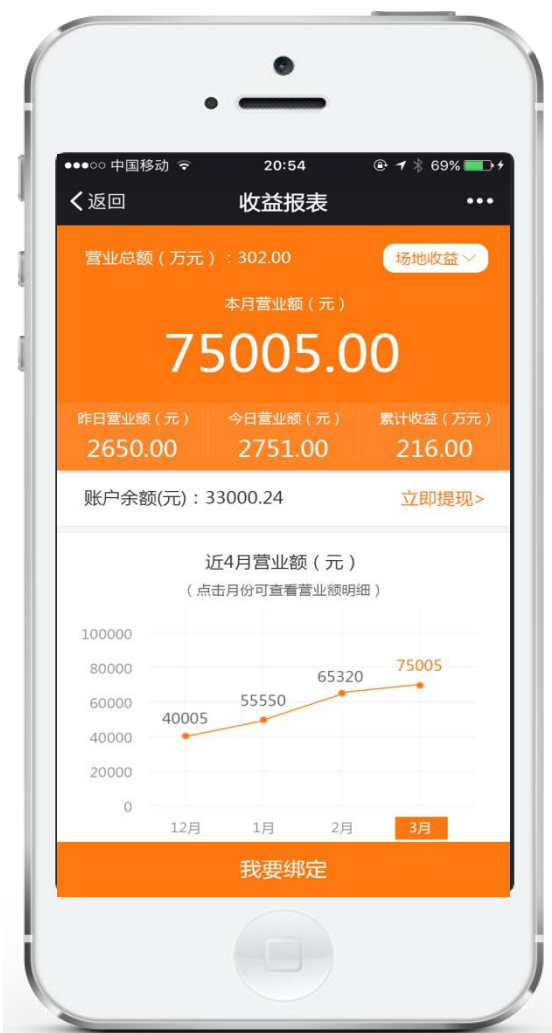 中国移动 20:54 69%
返回 收益报表
营业总额（万元）：302.00 场地收益
本月营业额（元）
75005.00
昨日营业额（元） 今日营业额（元） 累计收益（万元）
2650.00 2751.00 216.00
账户余额(元)：33000.24 立即提现>
近4月营业额（元）
（点击月份可查看营业额明细）
100000
80000 75005
65320
60000 55550
40005
40000
20000
0
12月 1月 2月 3月
我要绑定